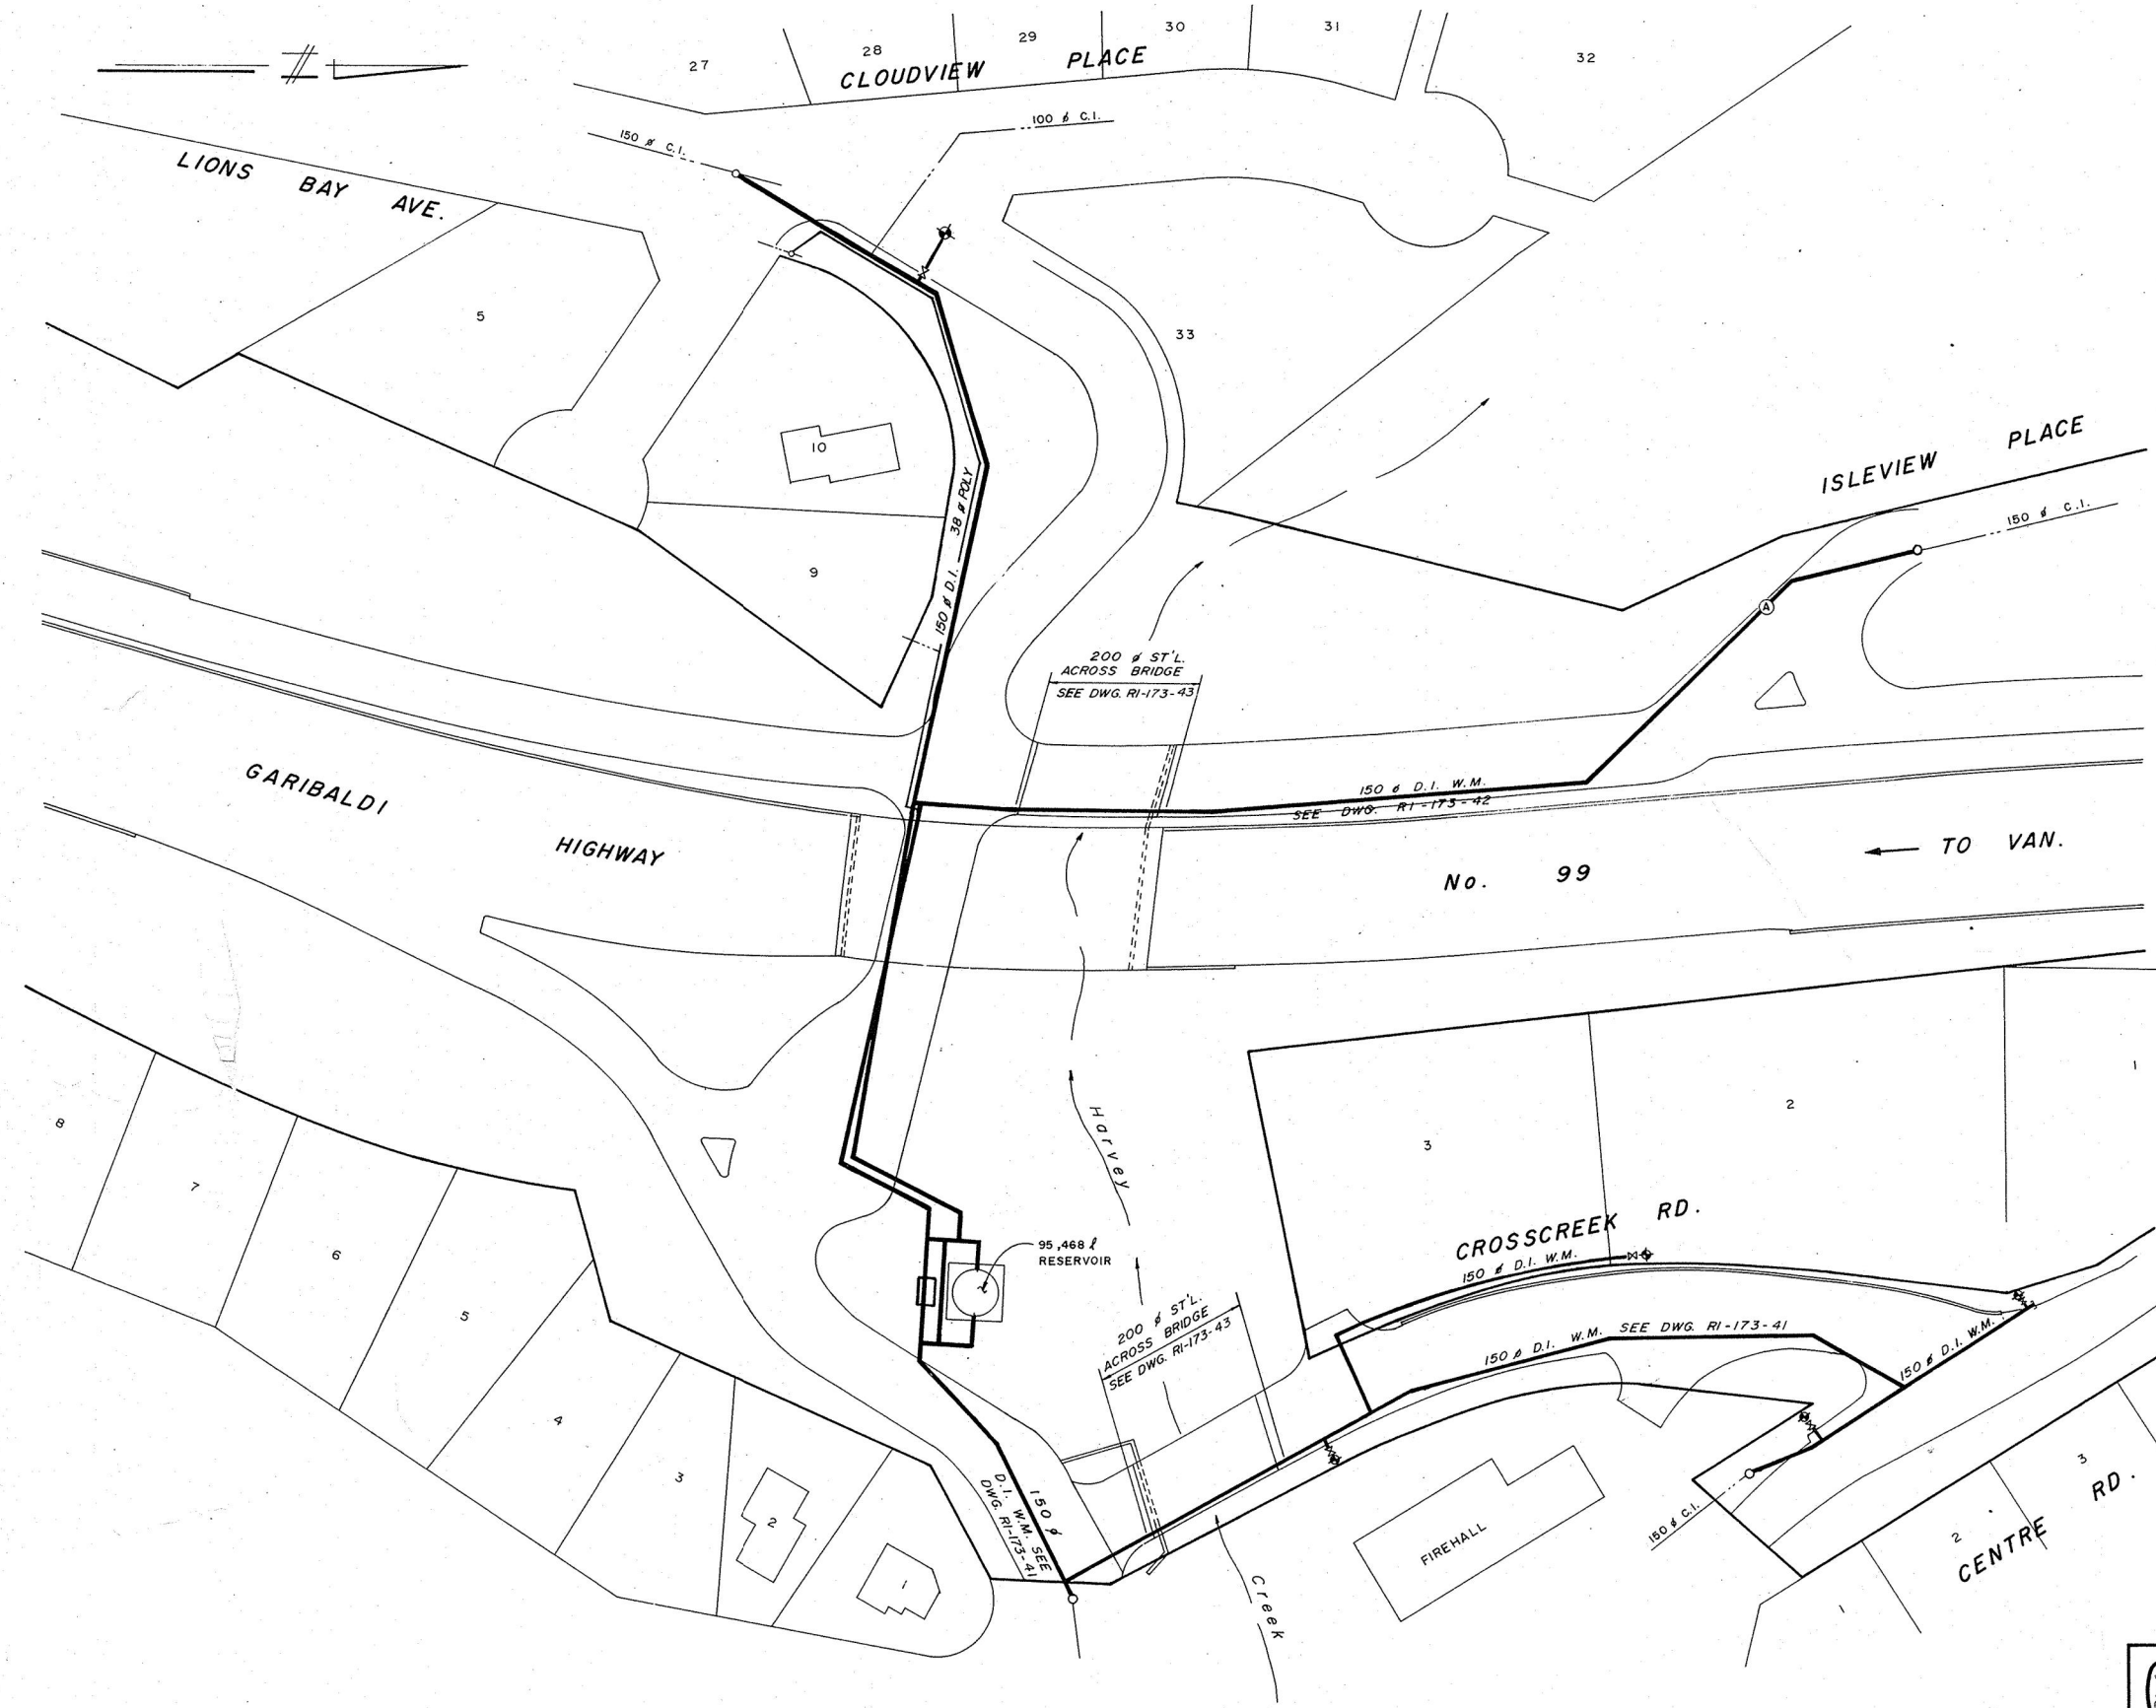 27
28
29
30
31
32
CLOUDVIEW PLACE
100 ø C.I.
150 ø C.I.
LIONS BAY AVE.
5
33
10
9
150 ø D.I.
38 ø POLY
ISLEVIEW PLACE
150 ø C.I.
A
200 ø ST'L.
ACROSS BRIDGE
SEE DWG. RI-173-43
150 ø D.I. W.M.
SEE DWG. RI-173-42
GARIBALDI HIGHWAY No. 99
← TO VAN.
8
7
6
5
4
3
2
1
Harvey
Creek
95,468 ℓ
RESERVOIR
3
2
1
CROSSCREEK RD.
150 ø D.I. W.M.
200 ø ST'L.
ACROSS BRIDGE
SEE DWG. RI-173-43
150 ø D.I. W.M. SEE DWG. RI-173-41
150 ø D.I. W.M.
150 ø
D.I. W.M. SEE
DWG. RI-173-41
FIREHALL
150 ø C.I.
CENTRE RD.
1
2
3